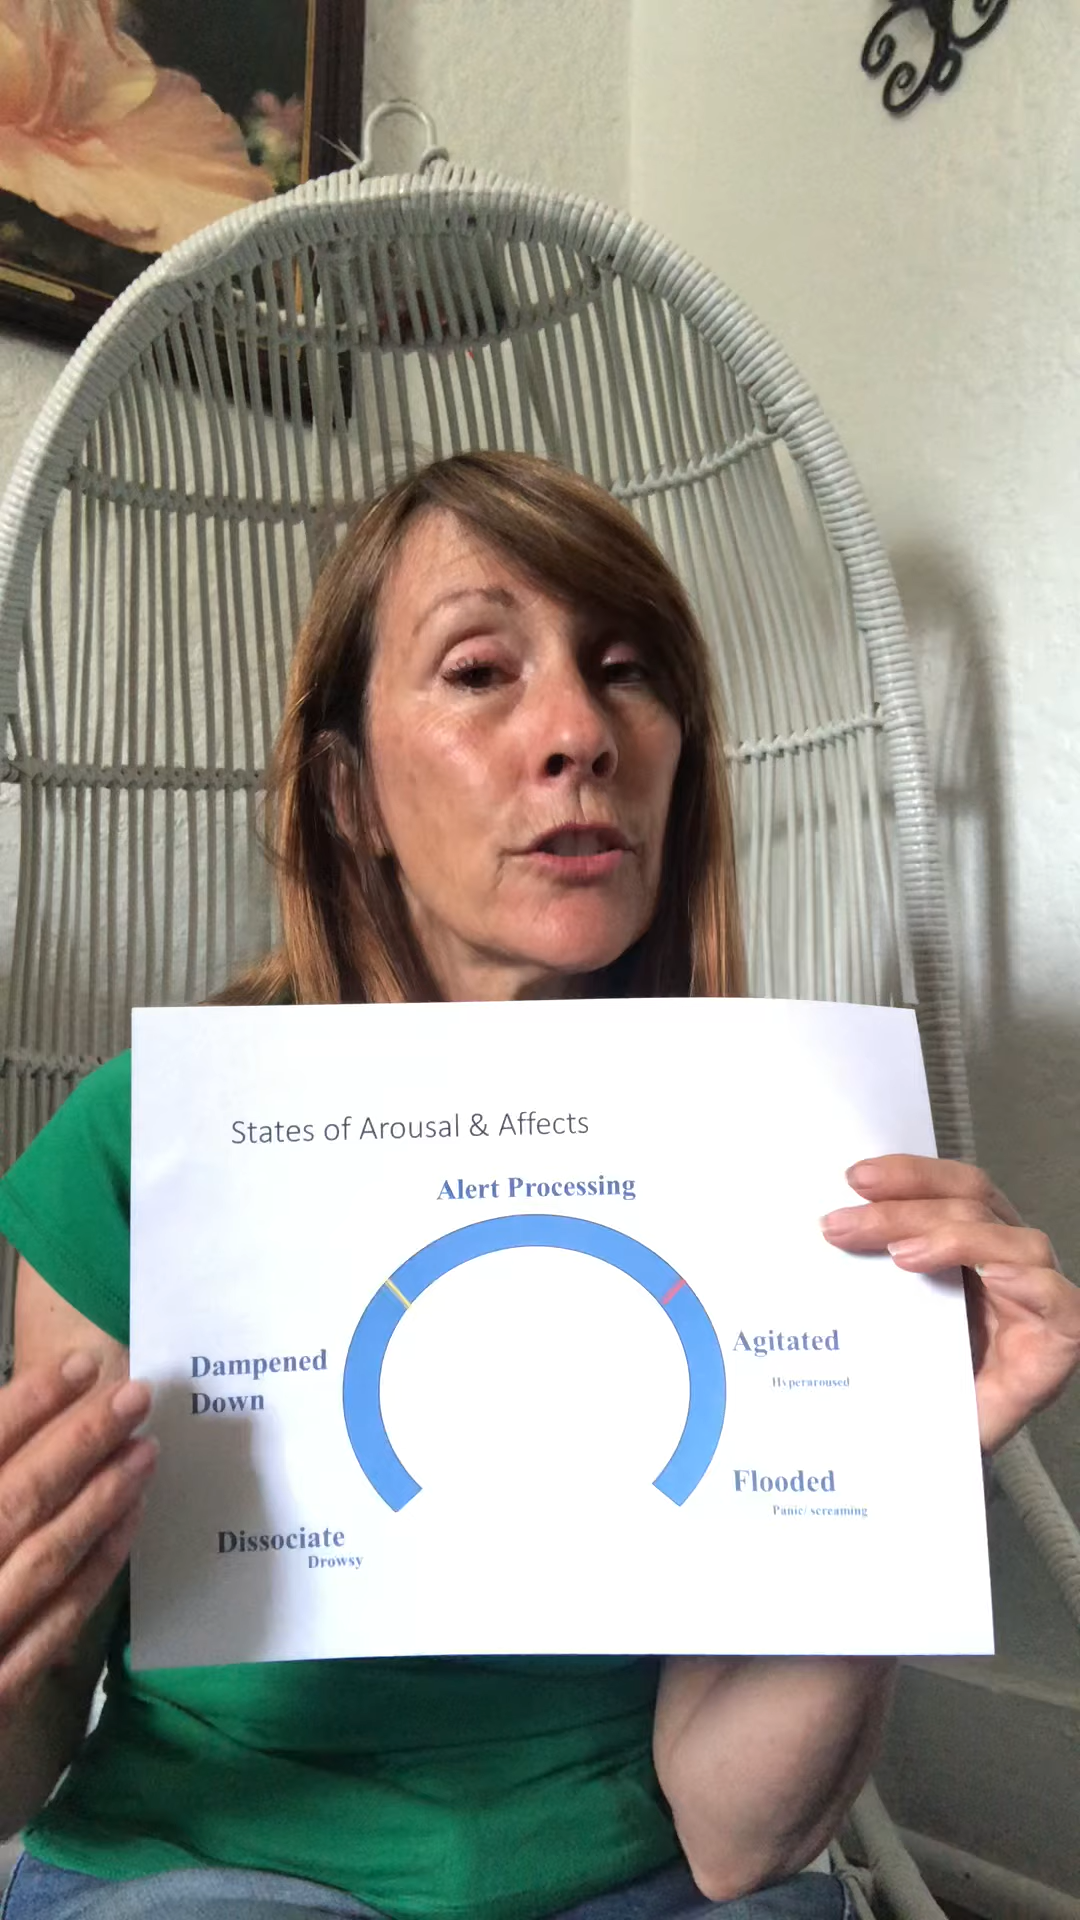 States of Arousal & Affects
Alert Processing
Agitated
Hyperaroused
Dampened
Down
Flooded
Panic/ screaming
Dissociate
Drowsy